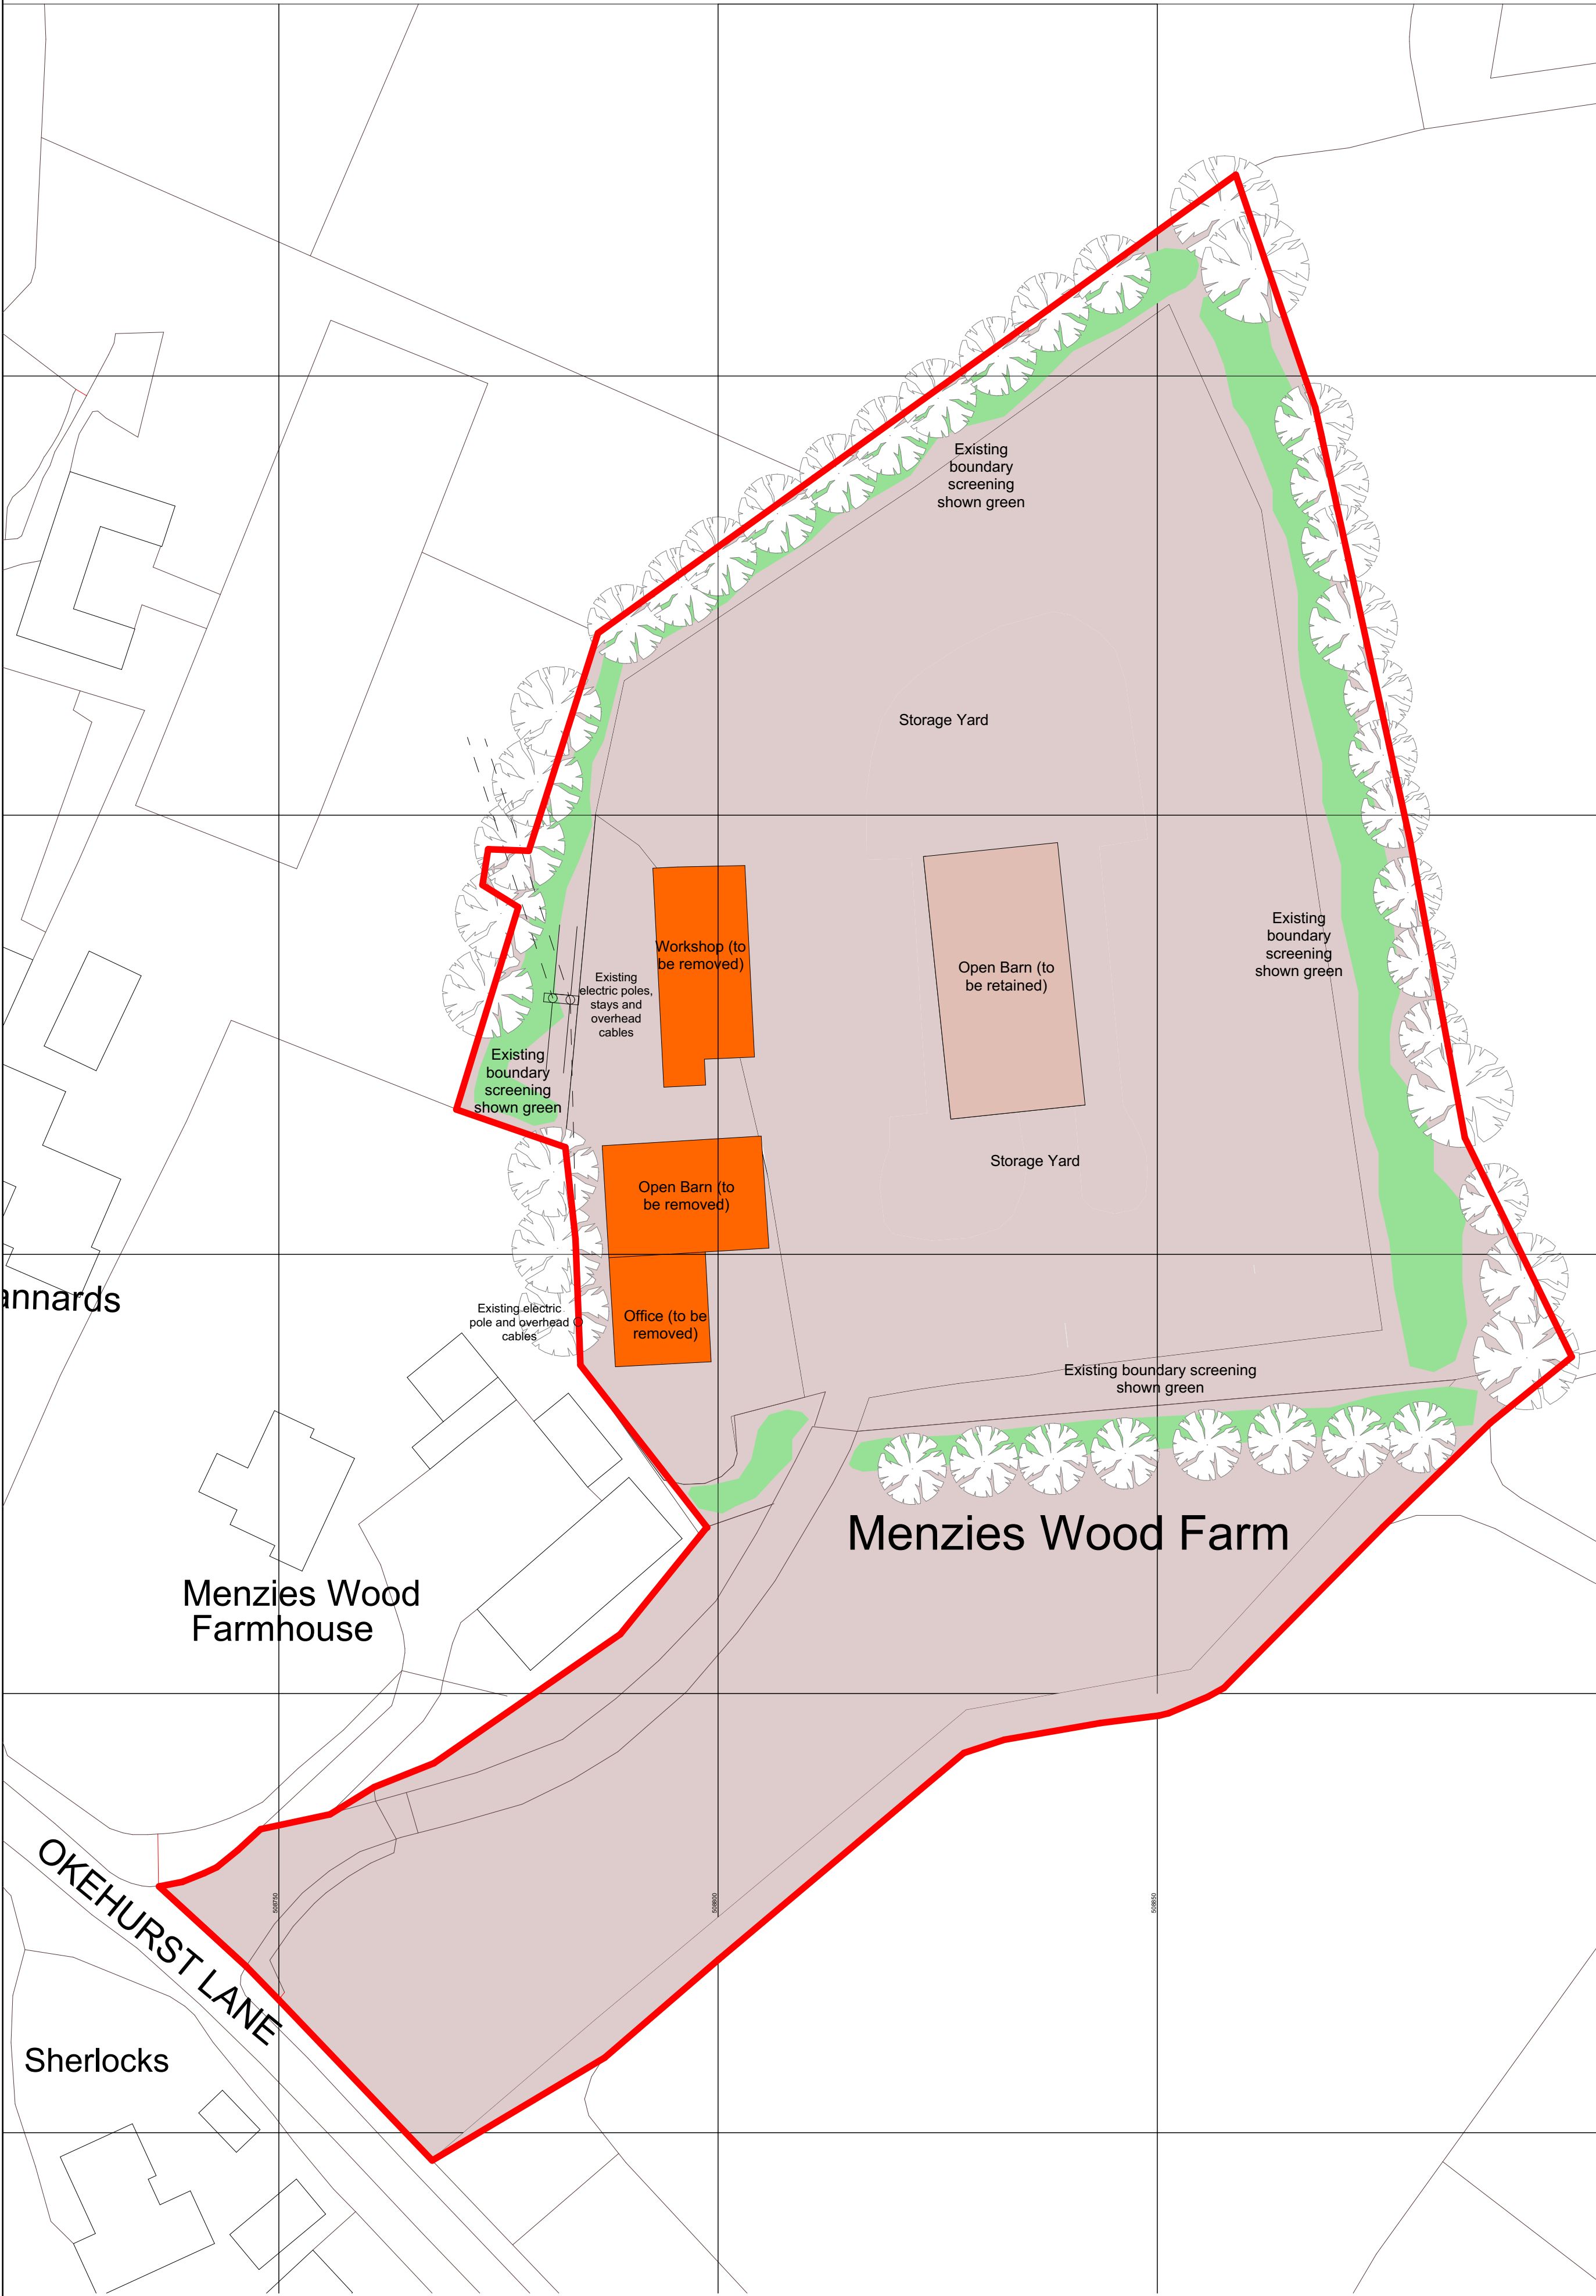 Existing
boundary
screening
shown green
Storage Yard
Existing
boundary
screening
shown green
Workshop (to
be removed)
Open Barn (to
be retained)
Existing
electric poles,
stays and
overhead
cables
Existing
boundary
screening
shown green
Storage Yard
Open Barn (to
be removed)
annards
Existing electric
pole and overhead
cables
Office (to be
removed)
Existing boundary screening
shown green
Menzies Wood Farm
Menzies Wood
Farmhouse
OKEHURST LANE
508750
508800
508850
Sherlocks